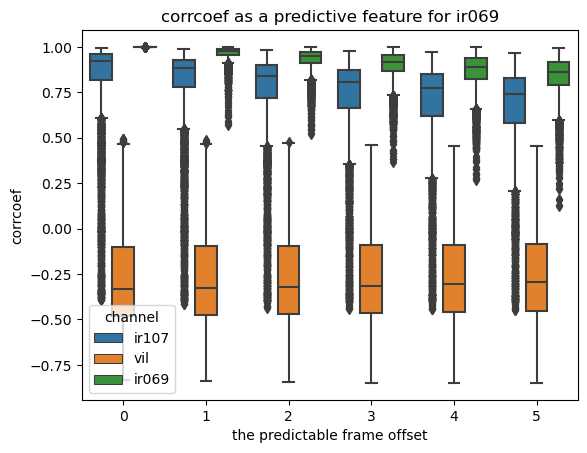 corrcoef as a predictive feature for ir069
corrcoef
1.00
0.75
0.50
0.25
0.00
−0.25
−0.50
−0.75
channel
ir107
vil
ir069
0 1 2 3 4 5
the predictable frame offset